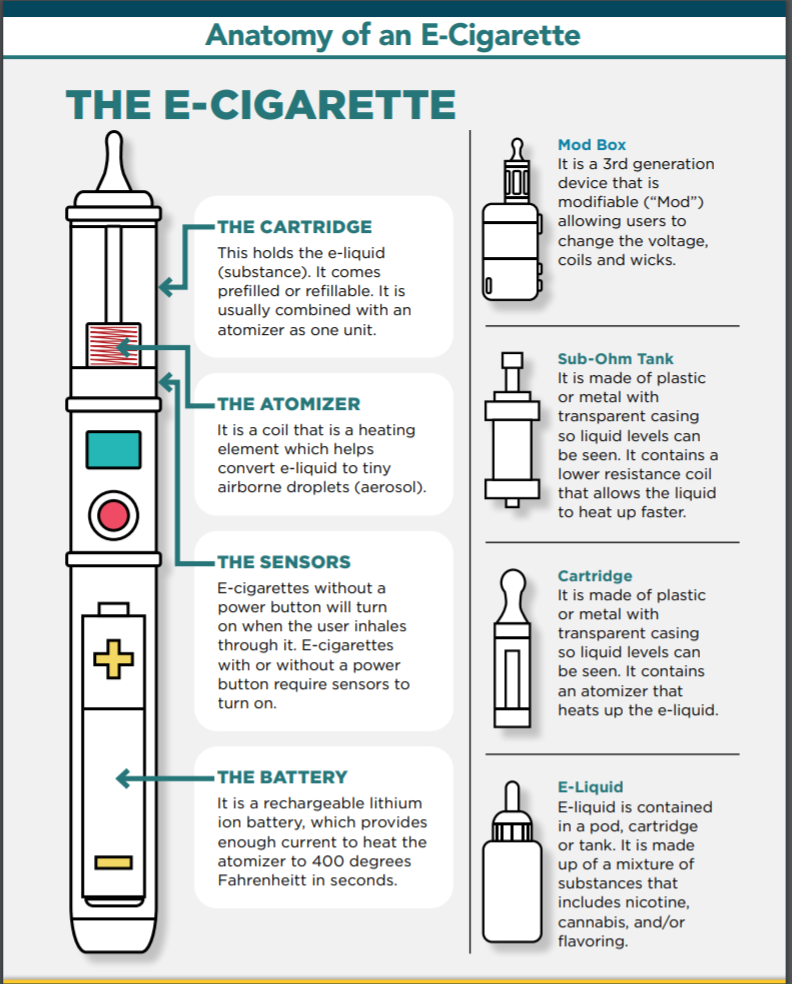 Anatomy of an E-Cigarette
THE E-CIGARETTE
THE CARTRIDGE
This holds the e-liquid
(substance). It comes
prefilled or refillable. It is
usually combined with an
atomizer as one unit.
THE ATOMIZER
It is a coil that is a heating
element which helps
convert e-liquid to tiny
airborne droplets (aerosol).
THE SENSORS
E-cigarettes without a
power button will turn
on when the user inhales
through it. E-cigarettes
with or without a power
button require sensors to
turn on.
THE BATTERY
It is a rechargeable lithium
ion battery, which provides
enough current to heat the
atomizer to 400 degrees
Fahrenheitt in seconds.
Mod Box
It is a 3rd generation
device that is
modifiable (“Mod”)
allowing users to
change the voltage,
coils and wicks.
Sub-Ohm Tank
It is made of plastic
or metal with
transparent casing
so liquid levels can
be seen. It contains a
lower resistance coil
that allows the liquid
to heat up faster.
Cartridge
It is made of plastic
or metal with
transparent casing
so liquid levels can
be seen. It contains
an atomizer that
heats up the e-liquid.
E-Liquid
E-liquid is contained
in a pod, cartridge
or tank. It is made
up of a mixture of
substances that
includes nicotine,
cannabis, and/or
flavoring.